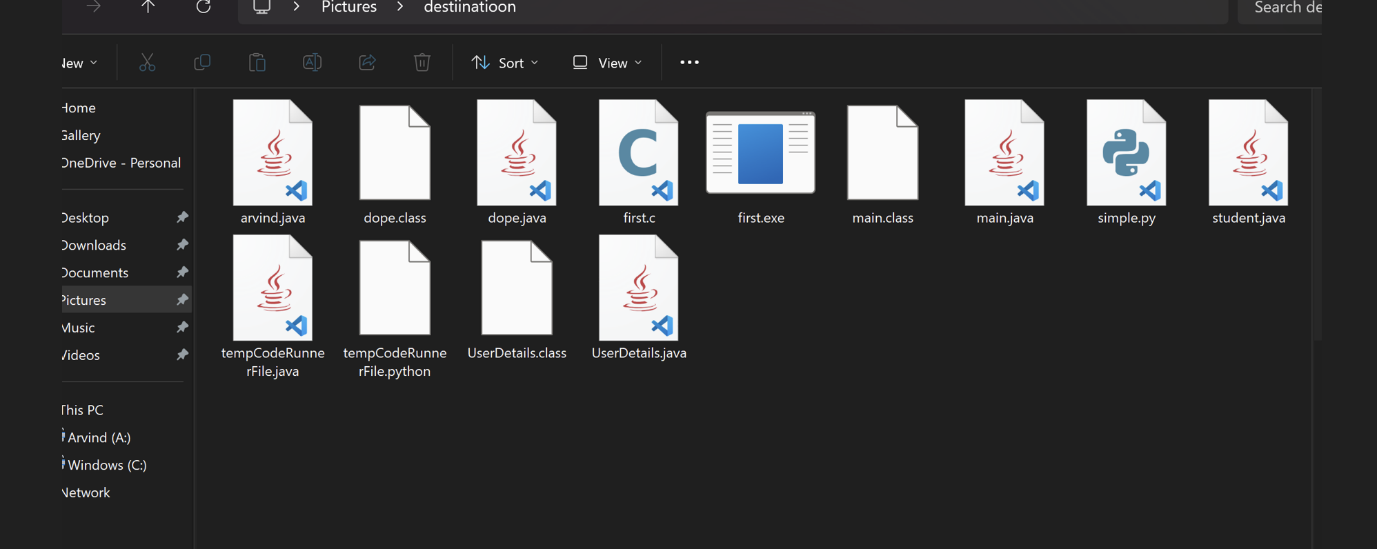 Pictures > destiinatioon
Search de
New
Sort
View
Home
Gallery
OneDrive - Personal
Desktop
Downloads
Documents
Pictures
Music
Videos
This PC
Arvind (A:)
Windows (C:)
Network
arvind.java
dope.class
dope.java
C
first.c
first.exe
main.class
main.java
simple.py
student.java
tempCodeRunne
rFile.java
tempCodeRunne
rFile.python
UserDetails.class
UserDetails.java